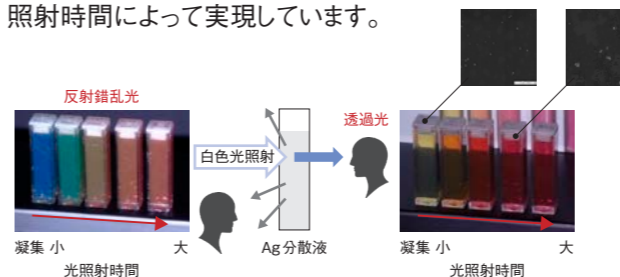 照射時間によって実現しています。
反射錯乱光
白色光照射
透過光
凝集 小 大
光照射時間
Ag分散液
凝集 小 大
光照射時間